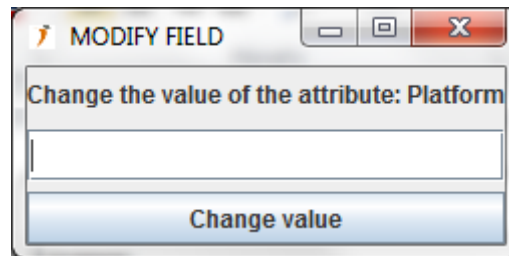 MODIFY FIELD
Change the value of the attribute: Platform
Change value